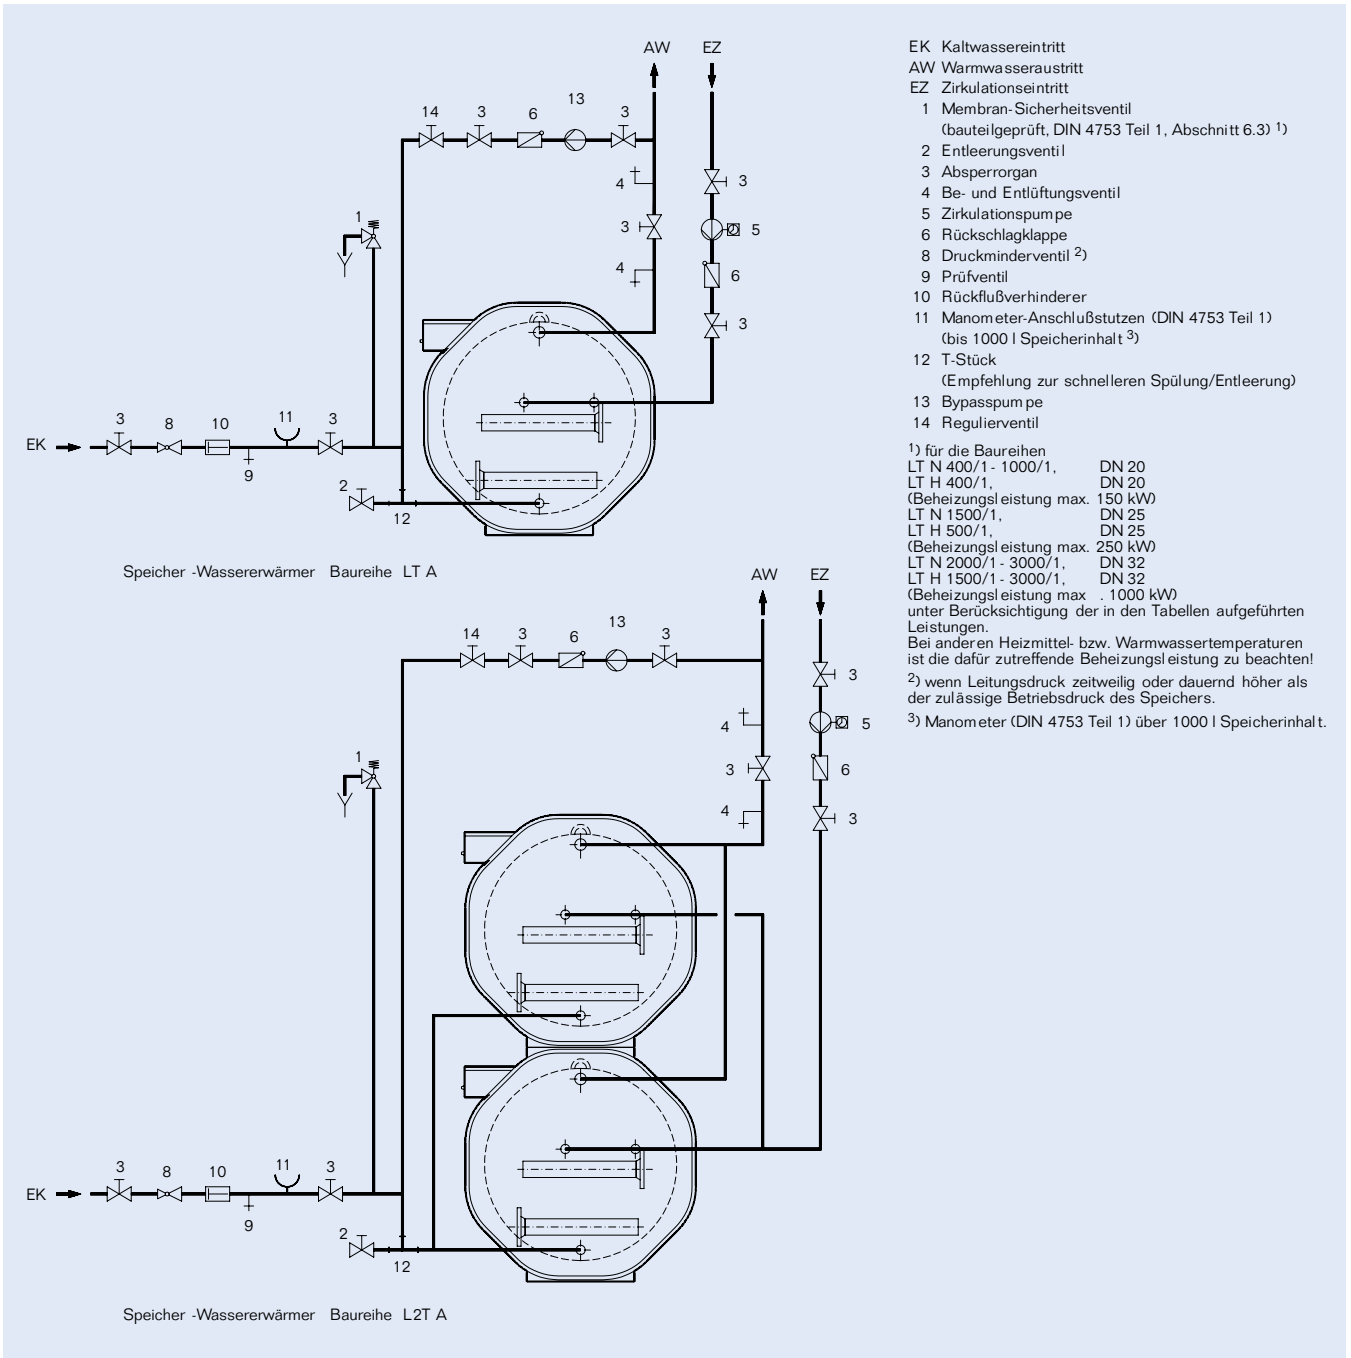 AW EZ
14 3 6 13 3
4 3
3 5
1
4 6
3
3 8 10 11 3
EK
9
2
12
Speicher -Wassererwärmer Baureihe LT A
AW EZ
14 3 6 13 3
3
4 5
3 6
1
4 3
3 8 10 11 3
EK
9
2
12
Speicher -Wassererwärmer Baureihe L2T A
EK Kaltwassereintritt
AW Warmwasseraustritt
EZ Zirkulationseintritt
1 Membran-Sicherheitsventil
(bauteilgeprüft, DIN 4753 Teil 1, Abschnitt 6.3) 1)
2 Entleerungsventil
3 Absperrorgan
4 Be- und Entlüftungsventil
5 Zirkulationspumpe
6 Rückschlagklappe
8 Druckminderventil 2)
9 Prüfventil
10 Rückflußverhinderer
11 Manometer-Anschlußstutzen (DIN 4753 Teil 1)
(bis 1000 l Speicherinhalt 3)
12 T-Stück
(Empfehlung zur schnelleren Spülung/Entleerung)
13 Bypasspumpe
14 Regulierventil
1) für die Baureihen
LT N 400/1 - 1000/1, DN 20
LT H 400/1, DN 20
(Beheizungsleistung max. 150 kW)
LT N 1500/1, DN 25
LT H 500/1, DN 25
(Beheizungsleistung max. 250 kW)
LT N 2000/1 - 3000/1, DN 32
LT H 1500/1 - 3000/1, DN 32
(Beheizungsleistung max . 1000 kW)
unter Berücksichtigung der in den Tabellen aufgeführten
Leistungen.
Bei anderen Heizmittel- bzw. Warmwassertemperaturen
ist die dafür zutreffende Beheizungsleistung zu beachten!
2) wenn Leitungsdruck zeitweilig oder dauernd höher als
der zulässige Betriebsdruck des Speichers.
3) Manometer (DIN 4753 Teil 1) über 1000 l Speicherinhalt.